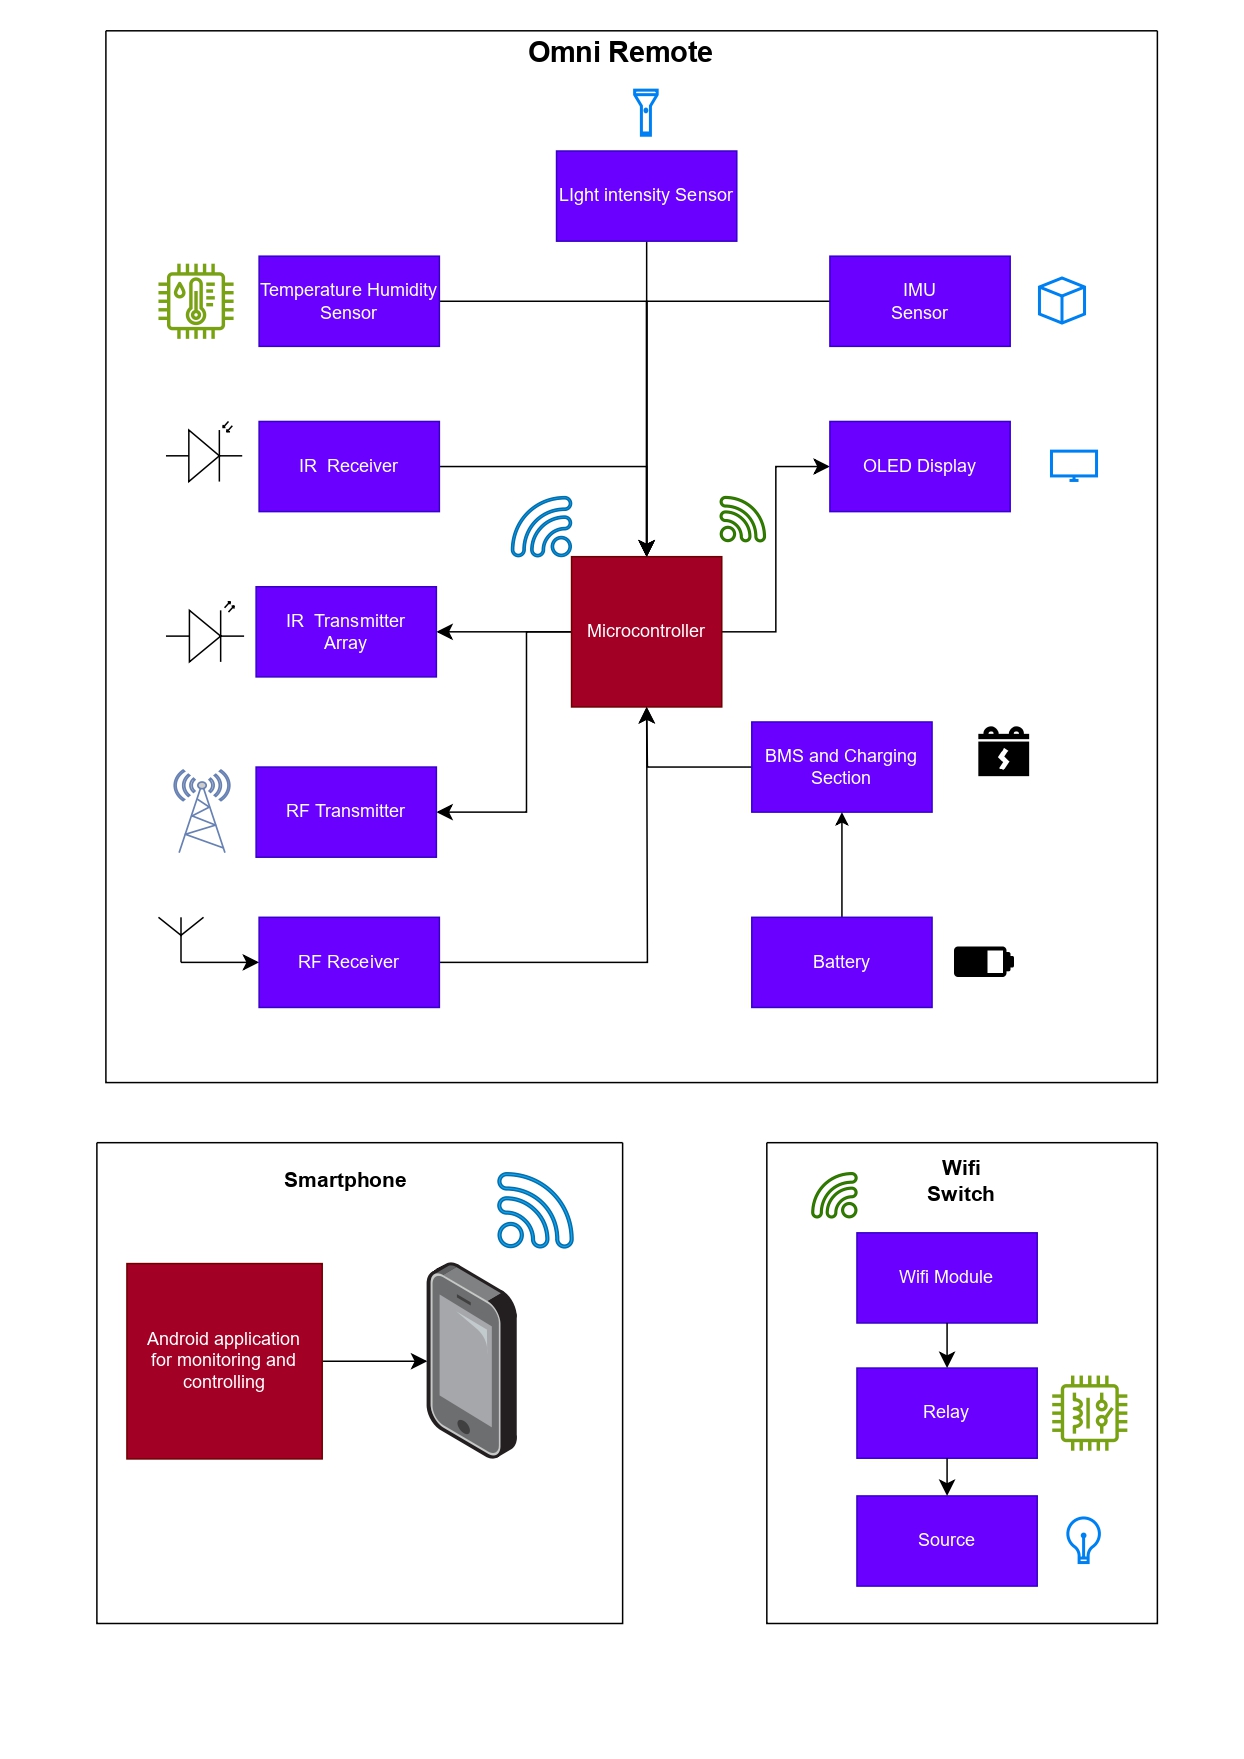 Omni Remote
LIght intensity Sensor
Temperature Humidity
Sensor
IMU
Sensor
IR  Receiver
OLED Display
IR  Transmitter
Array
Microcontroller
BMS and Charging
Section
RF Transmitter
RF Receiver
Battery
Smartphone
Android application
for monitoring and
controlling
Wifi
Switch
Wifi Module
Relay
Source